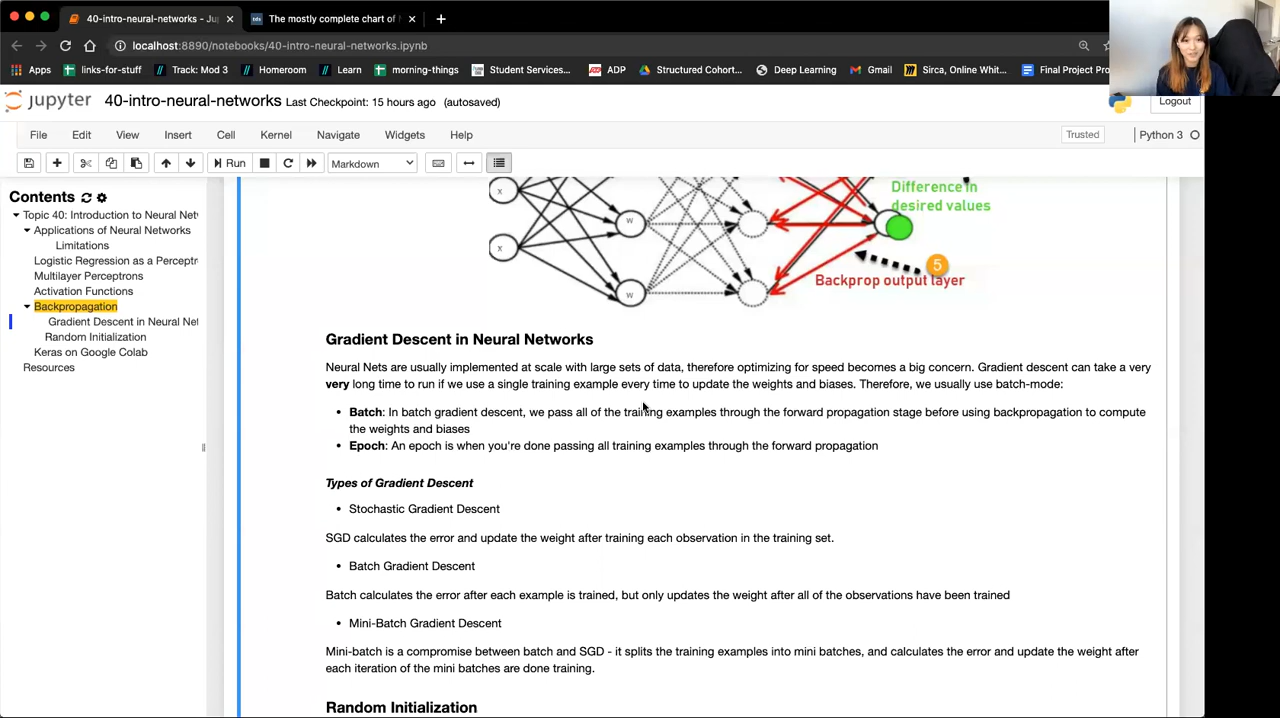 40-intro-neural-networks - Ju
The mostly complete chart of
localhost:8890/notebooks/40-intro-neural-networks.ipynb
Apps
links-for-stuff
Track: Mod 3
Homeroom
Learn
morning-things
Student Services...
ADP
Structured Cohort...
Deep Learning
Gmail
Sirca, Online Whit...
Final Project Pro
jupyter
40-intro-neural-networks Last Checkpoint: 15 hours ago (autosaved)
Logout
File Edit View Insert Cell Kernel Navigate Widgets Help
Trusted
Python 3
Run
Markdown
Contents
Topic 40: Introduction to Neural Net
Applications of Neural Networks
Limitations
Logistic Regression as a Perceptr
Multilayer Perceptrons
Activation Functions
Backpropagation
Gradient Descent in Neural Net
Random Initialization
Keras on Google Colab
Resources
x
w
Difference in
desired values
x
5
Backprop output layer
w
Gradient Descent in Neural Networks
Neural Nets are usually implemented at scale with large sets of data, therefore optimizing for speed becomes a big concern. Gradient descent can take a very
very long time to run if we use a single training example every time to update the weights and biases. Therefore, we usually use batch-mode:
• Batch: In batch gradient descent, we pass all of the training examples through the forward propagation stage before using backpropagation to compute
the weights and biases
• Epoch: An epoch is when you're done passing all training examples through the forward propagation
Types of Gradient Descent
• Stochastic Gradient Descent
SGD calculates the error and update the weight after training each observation in the training set.
• Batch Gradient Descent
Batch calculates the error after each example is trained, but only updates the weight after all of the observations have been trained
• Mini-Batch Gradient Descent
Mini-batch is a compromise between batch and SGD - it splits the training examples into mini batches, and calculates the error and update the weight after
each iteration of the mini batches are done training.
Random Initialization